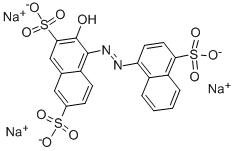 O⁻ O
Na⁺ S OH
O
N O O
N S
O⁻
O
Na⁺
O
O S
Na⁺ O⁻